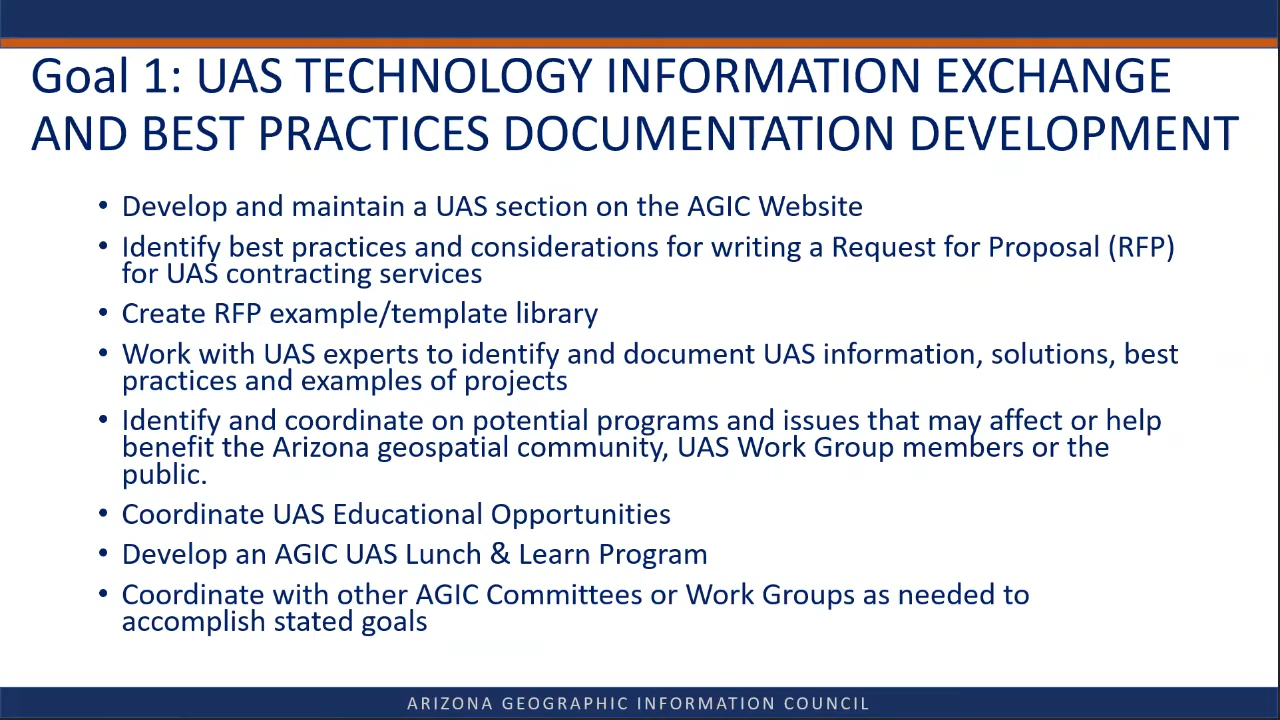 Goal 1: UAS TECHNOLOGY INFORMATION EXCHANGE
AND BEST PRACTICES DOCUMENTATION DEVELOPMENT
• Develop and maintain a UAS section on the AGIC Website
• Identify best practices and considerations for writing a Request for Proposal (RFP)
for UAS contracting services
• Create RFP example/template library
• Work with UAS experts to identify and document UAS information, solutions, best
practices and examples of projects
• Identify and coordinate on potential programs and issues that may affect or help
benefit the Arizona geospatial community, UAS Work Group members or the
public.
• Coordinate UAS Educational Opportunities
• Develop an AGIC UAS Lunch & Learn Program
• Coordinate with other AGIC Committees or Work Groups as needed to
accomplish stated goals
ARIZONA GEOGRAPHIC INFORMATION COUNCIL